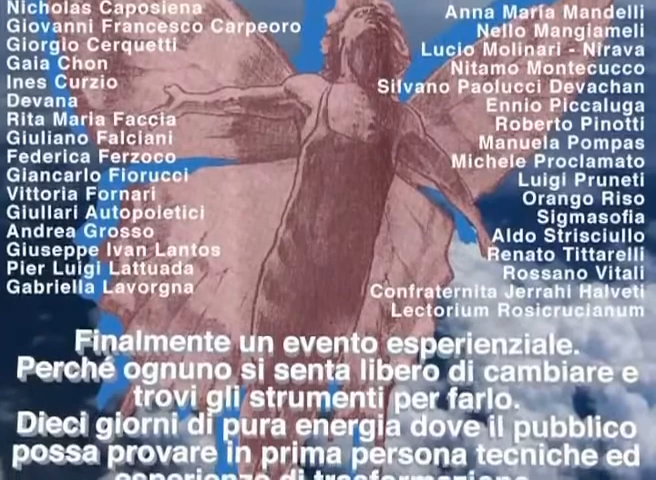 Nicholas Caposiena
Giovanni Francesco Carpeoro
Giorgio Cerquetti
Gaia Chon
Ines Curzio
Devana
Rita Maria Faccia
Giuliano Falciani
Federica Ferzoco
Giancarlo Fiorucci
Vittoria Fornari
Giullari Autopoietici
Andrea Grosso
Giuseppe Ivan Lantos
Pier Luigi Lattuada
Gabriella Lavorgna
Anna Maria Mandelli
Nello Mangiameli
Lucio Molinari - Nirava
Nitamo Montecucco
Silvano Paolucci Devachan
Ennio Piccaluga
Roberto Pinotti
Manuela Pompas
Michele Proclamato
Luigi Pruneti
Orango Riso
Sigmasofia
Aldo Strisciullo
Renato Tittarelli
Rossano Vitali
Confraternita Jerrahi Halveti
Lectorium Rosicrucianum
Finalmente un evento esperienziale.
Perché ognuno si senta libero di cambiare e
trovi gli strumenti per farlo.
Dieci giorni di pura energia dove il pubblico
possa provare in prima persona tecniche ed
esperienze di trasformazione